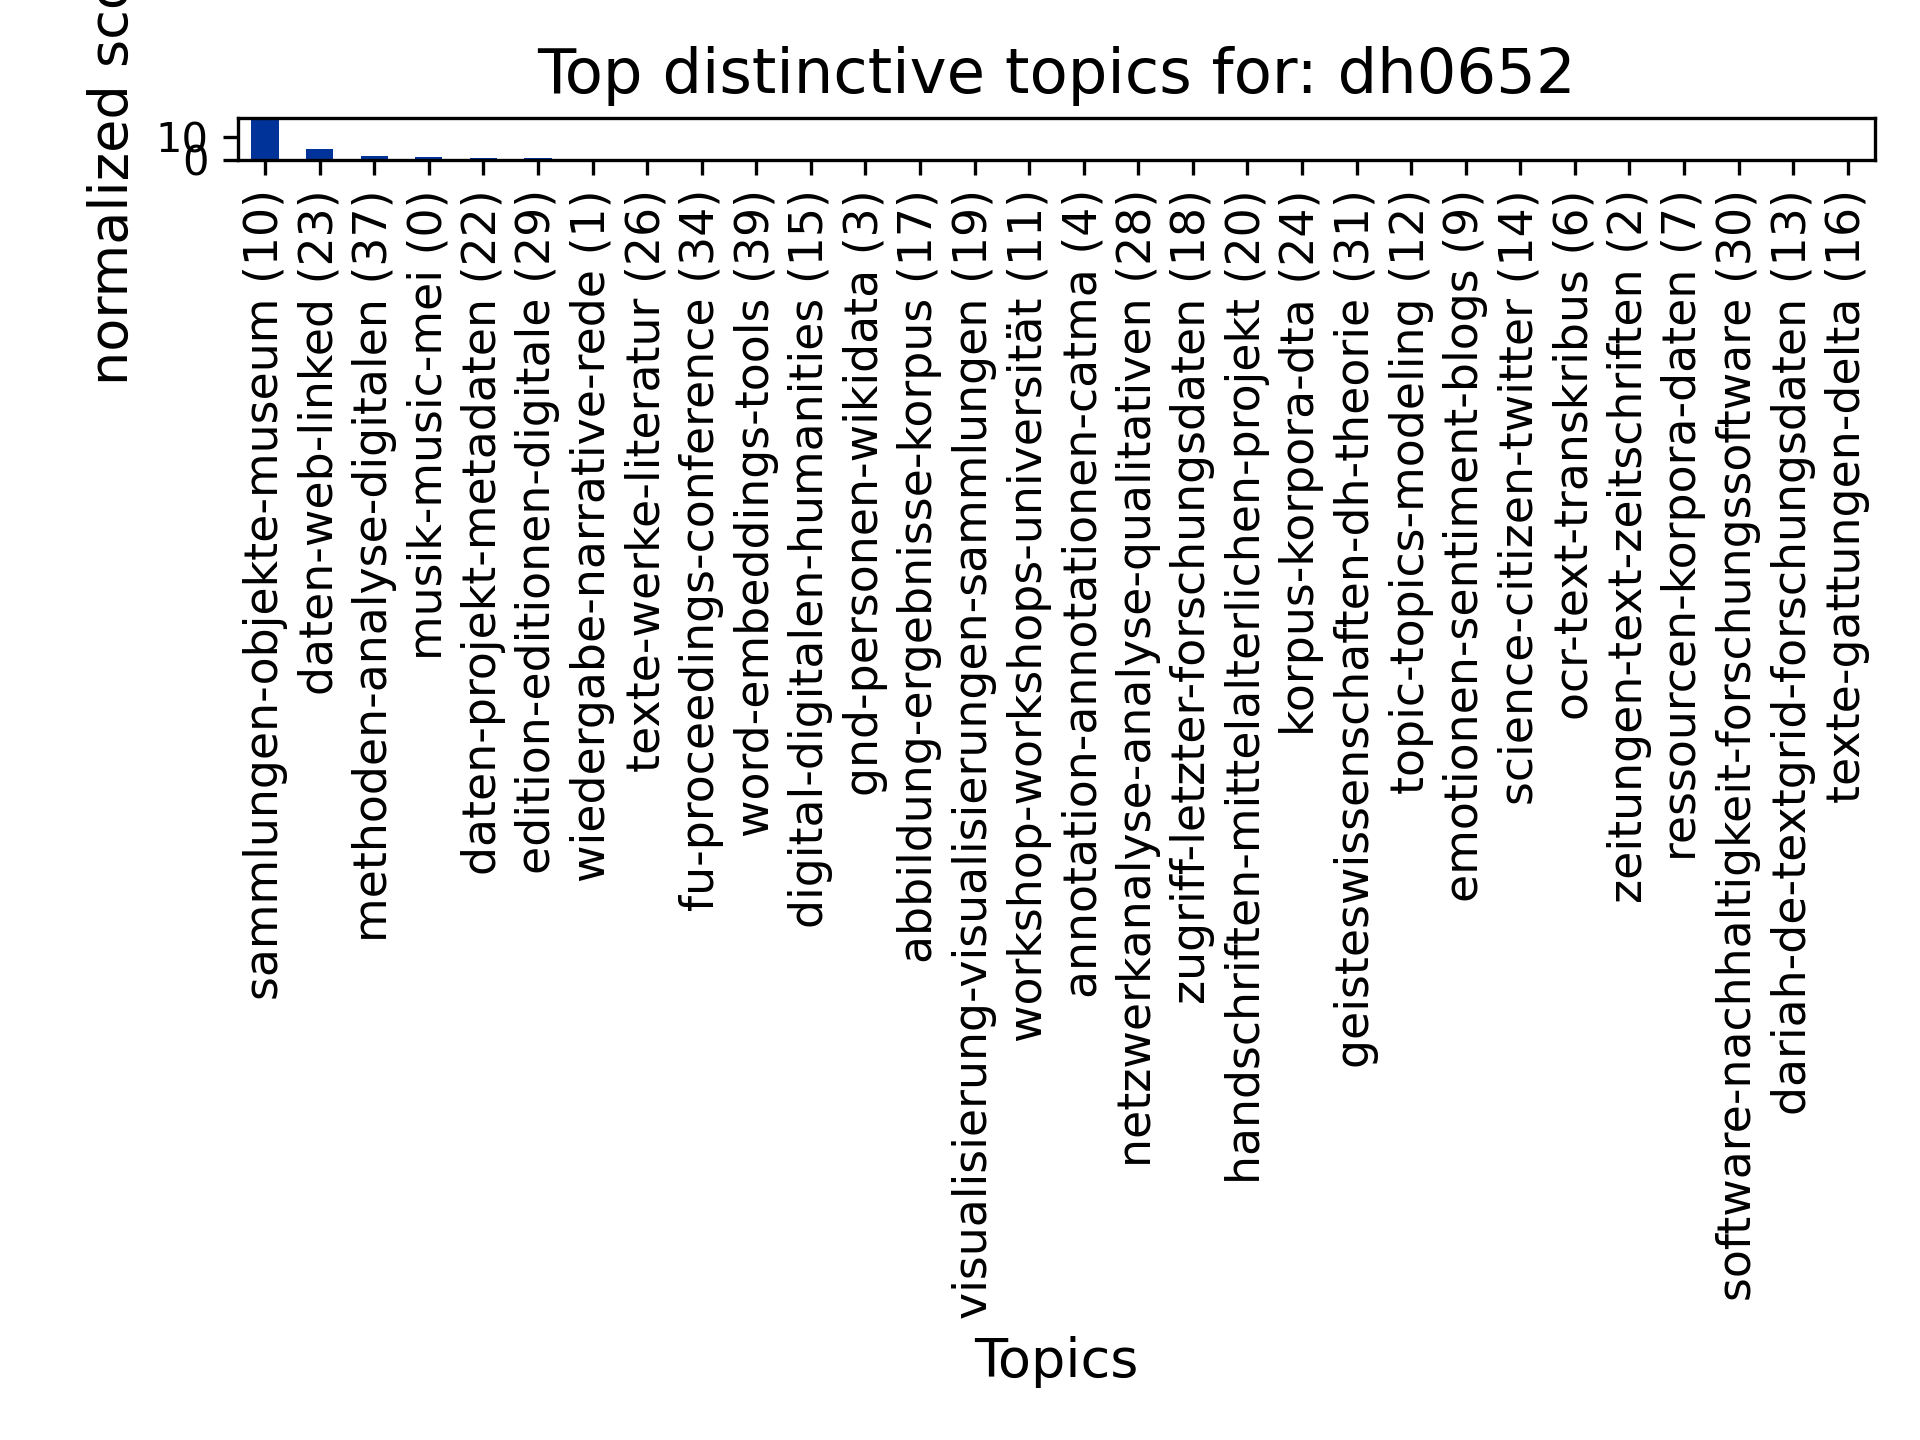 Top distinctive topics for: dh0652
normalized
10
0
sammlungen-objekte-museum (10)
daten-web-linked (23)
methoden-analyse-digitalen (37)
musik-music-mei (0)
daten-projekt-metadaten (22)
edition-editionen-digitale (29)
wiedergabe-narrative-rede (1)
texte-werke-literatur (26)
fu-proceedings-conference (34)
word-embeddings-tools (39)
digital-digitalen-humanities (15)
gnd-personen-wikidata (3)
abbildung-ergebnisse-korpus (17)
visualisierung-visualisierungen-sammlungen (19)
workshop-workshops-universität (11)
annotation-annotationen-catma (4)
netzwerkanalyse-analyse-qualitativen (28)
zugriff-letzter-forschungsdaten (18)
handschriften-mittelalterlichen-projekt (20)
korpus-korpora-dta (24)
geisteswissenschaften-dh-theorie (31)
topic-topics-modeling (12)
emotionen-sentiment-blogs (9)
science-citizen-twitter (14)
ocr-text-transkribus (6)
zeitungen-text-zeitschriften (2)
ressourcen-korpora-daten (7)
software-nachhaltigkeit-forschungssoftware (30)
dariah-de-textgrid-forschungsdaten (13)
texte-gattungen-delta (16)
Topics